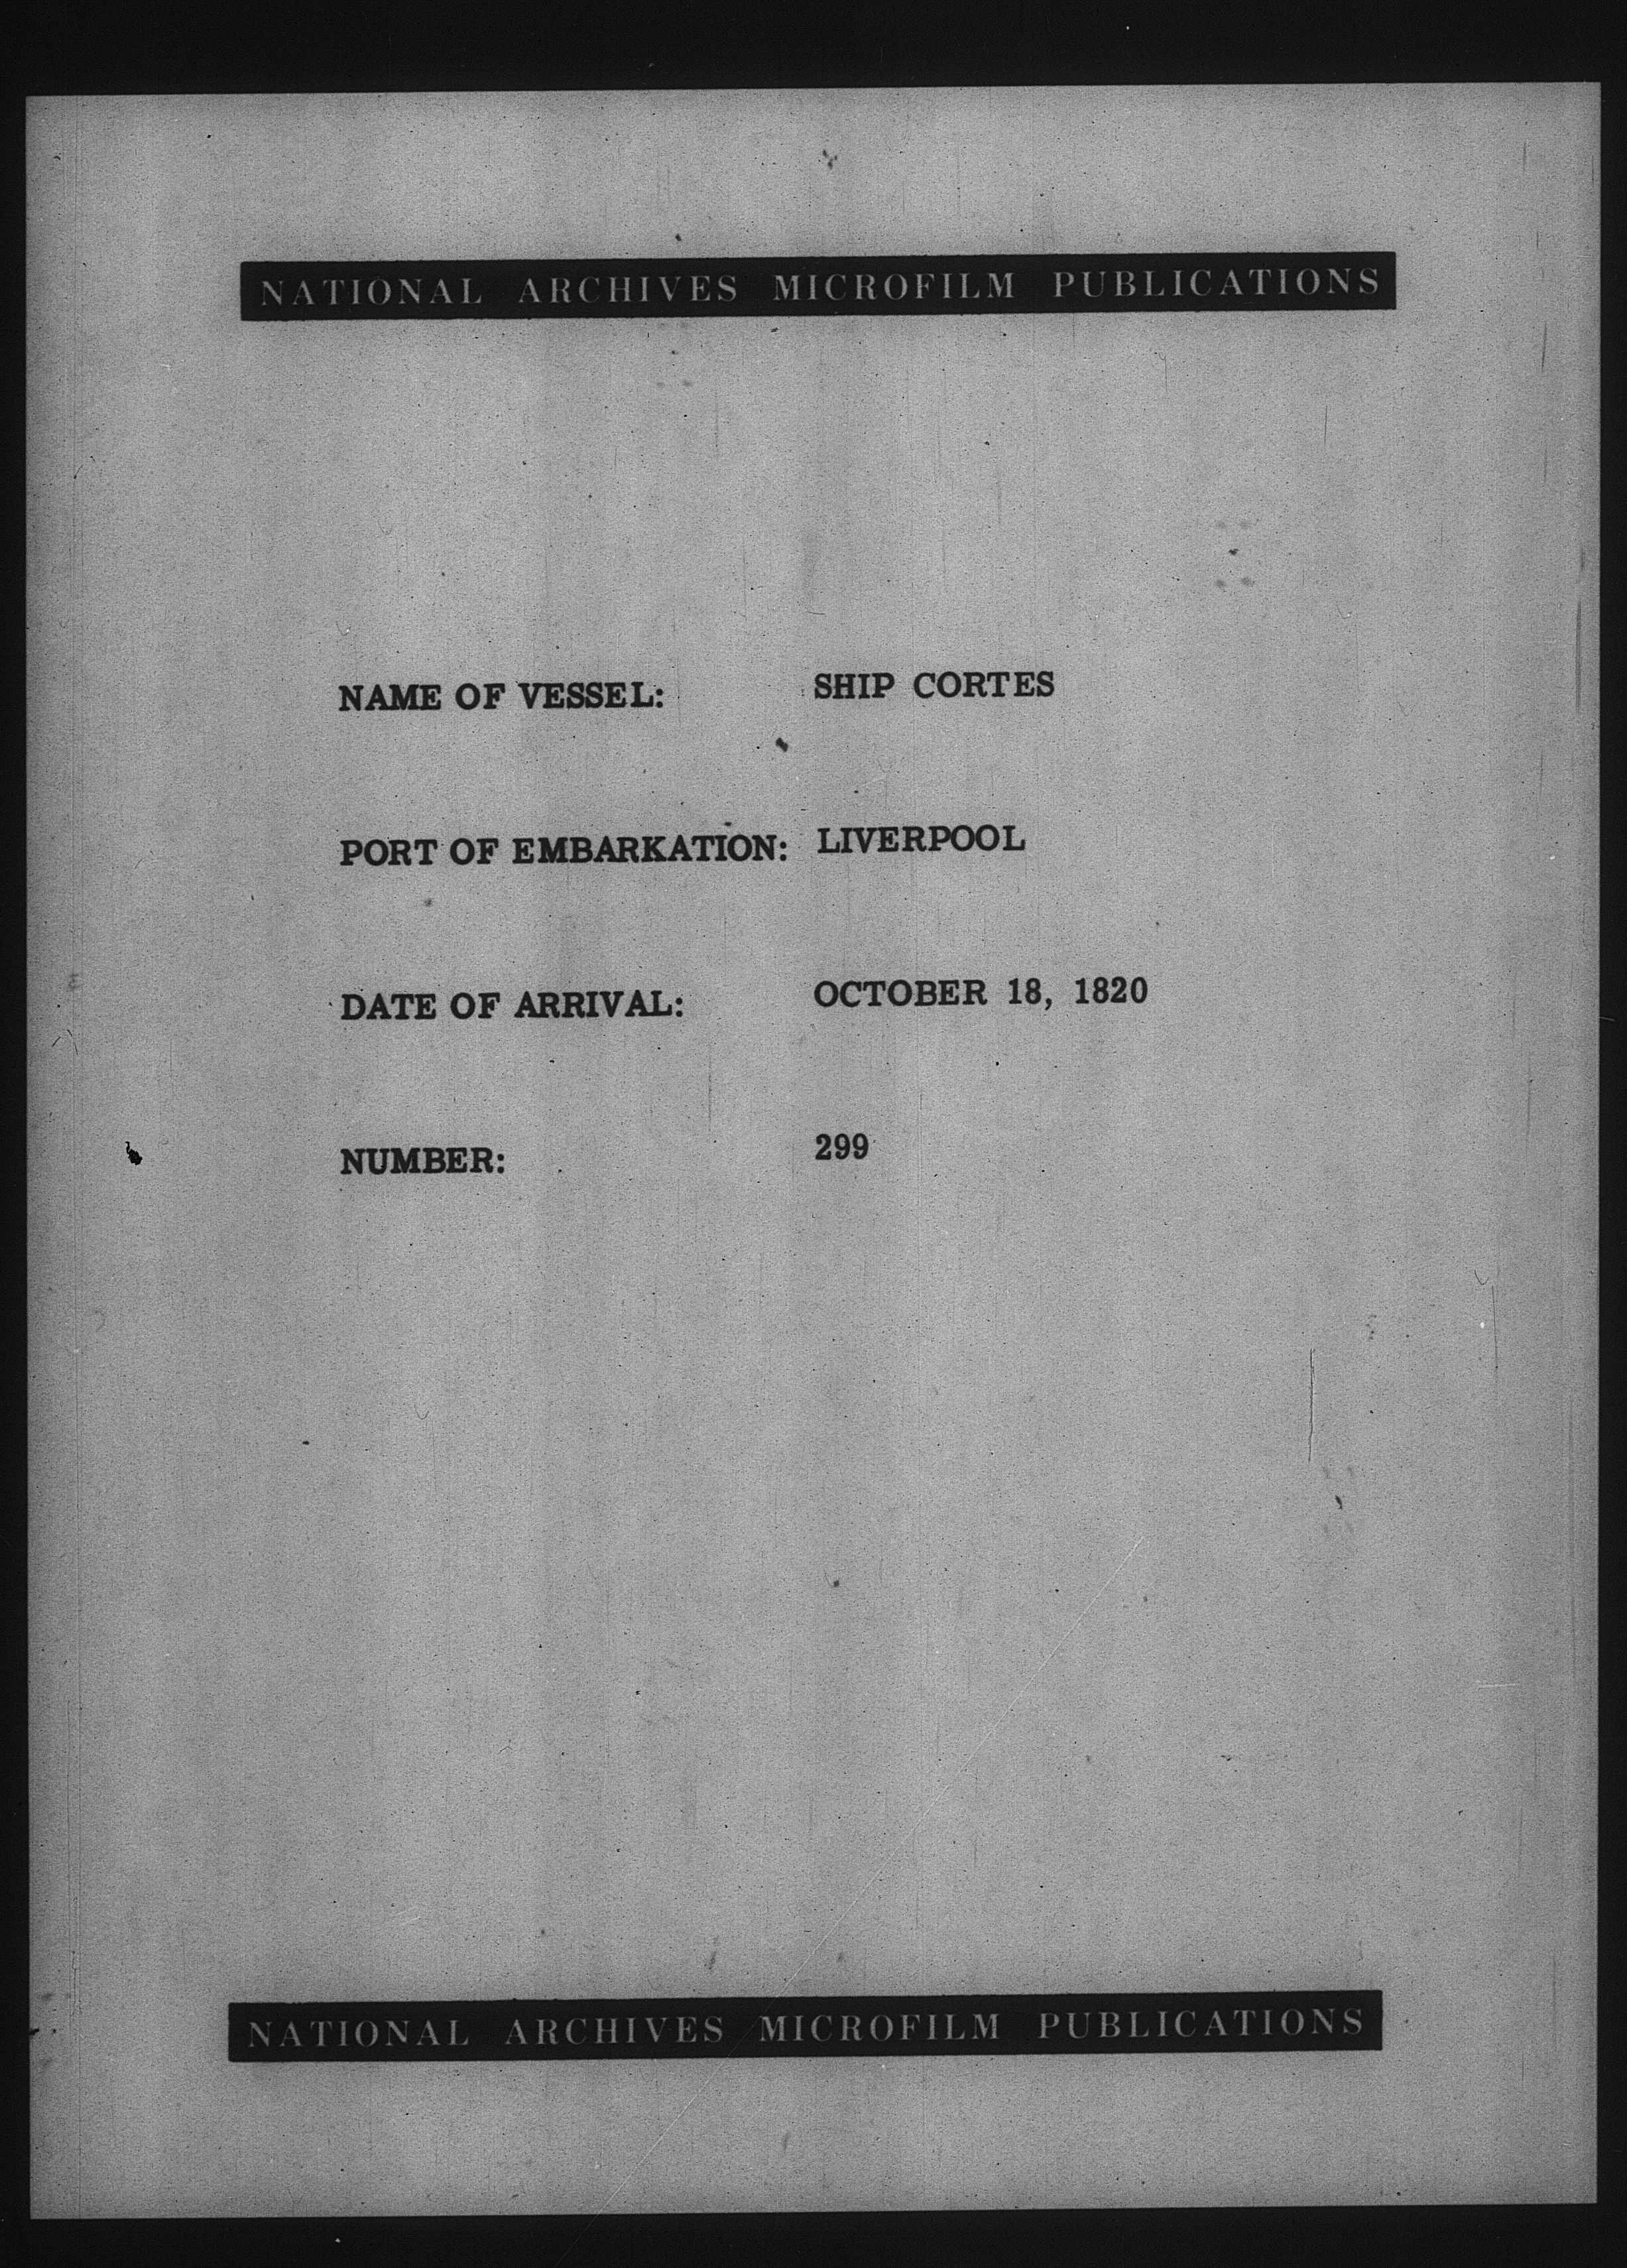 NATIONAL ARCHIVES MICROFILM PUBLICATIONS
NAME OF VESSEL: SHIP CORTES
PORT OF EMBARKATION: LIVERPOOL
DATE OF ARRIVAL: OCTOBER 18, 1820
NUMBER: 299
NATIONAL ARCHIVES MICROFILM PUBLICATIONS